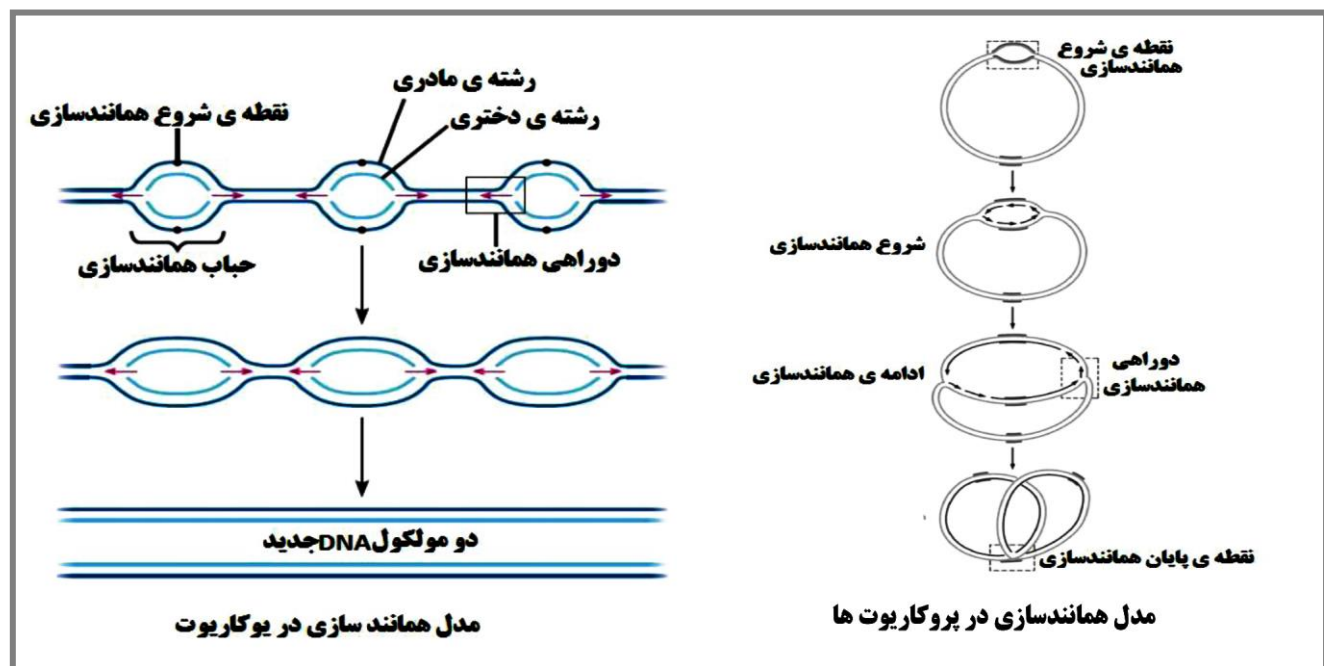 رشته ی مادری
نقطه ی شروع همانندسازی
رشته ی دختری
حباب همانندسازی
دوراهی همانندسازی
دو مولکولDNAجدید
مدل همانند سازی در یوکاریوت
نقطه ی شروع
همانندسازی
شروع همانندسازی
دوراهی
همانندسازی
ادامه ی همانندسازی
نقطه ی پایان همانندسازی
مدل همانندسازی در پروکاریوت ها